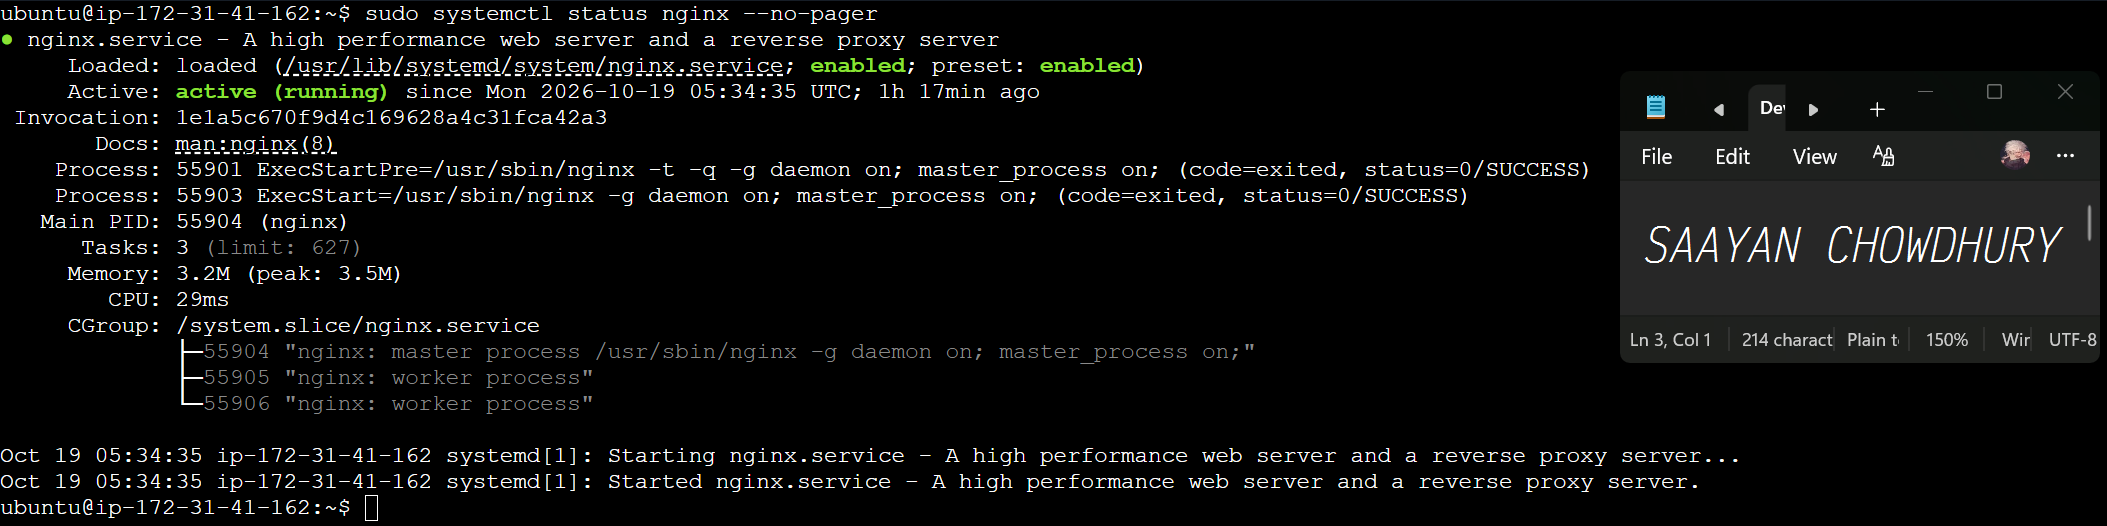 ubuntu@ip-172-31-41-162:~$ sudo systemctl status nginx --no-pager
● nginx.service - A high performance web server and a reverse proxy server
Loaded: loaded (/usr/lib/systemd/system/nginx.service; enabled; preset: enabled)
Active: active (running) since Mon 2026-10-19 05:34:35 UTC; 1h 17min ago
Invocation: 1e1a5c670f9d4c169628a4c31fca42a3
Docs: man:nginx(8)
Process: 55901 ExecStartPre=/usr/sbin/nginx -t -q -g daemon on; master_process on; (code=exited, status=0/SUCCESS)
Process: 55903 ExecStart=/usr/sbin/nginx -g daemon on; master_process on; (code=exited, status=0/SUCCESS)
Main PID: 55904 (nginx)
Tasks: 3 (limit: 627)
Memory: 3.2M (peak: 3.5M)
CPU: 29ms
CGroup: /system.slice/nginx.service
├─55904 "nginx: master process /usr/sbin/nginx -g daemon on; master_process on;"
├─55905 "nginx: worker process"
└─55906 "nginx: worker process"
Oct 19 05:34:35 ip-172-31-41-162 systemd[1]: Starting nginx.service - A high performance web server and a reverse proxy server...
Oct 19 05:34:35 ip-172-31-41-162 systemd[1]: Started nginx.service - A high performance web server and a reverse proxy server.
ubuntu@ip-172-31-41-162:~$
De
File Edit View
SAAYAN CHOWDHURY
Ln 3, Col 1 214 charact Plain t 150% Wir UTF-8